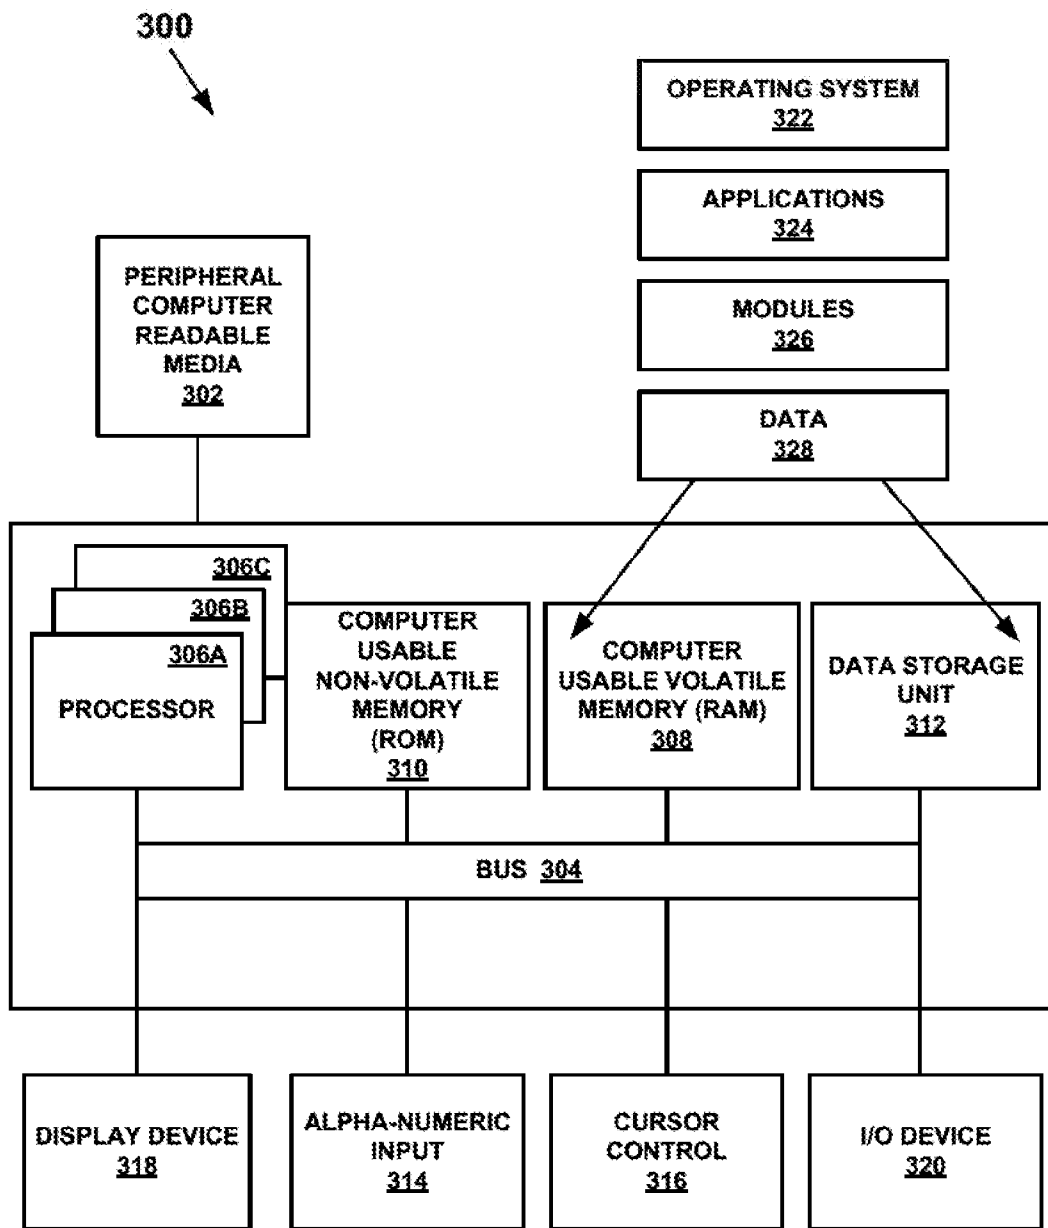 300
OPERATING SYSTEM
322
APPLICATIONS
324
MODULES
326
DATA
328
PERIPHERAL
COMPUTER
READABLE
MEDIA
302
306C
306B
306A
PROCESSOR
COMPUTER
USABLE
NON-VOLATILE
MEMORY
(ROM)
310
COMPUTER
USABLE VOLATILE
MEMORY (RAM)
308
DATA STORAGE
UNIT
312
BUS 304
DISPLAY DEVICE
318
ALPHA-NUMERIC
INPUT
314
CURSOR
CONTROL
316
I/O DEVICE
320